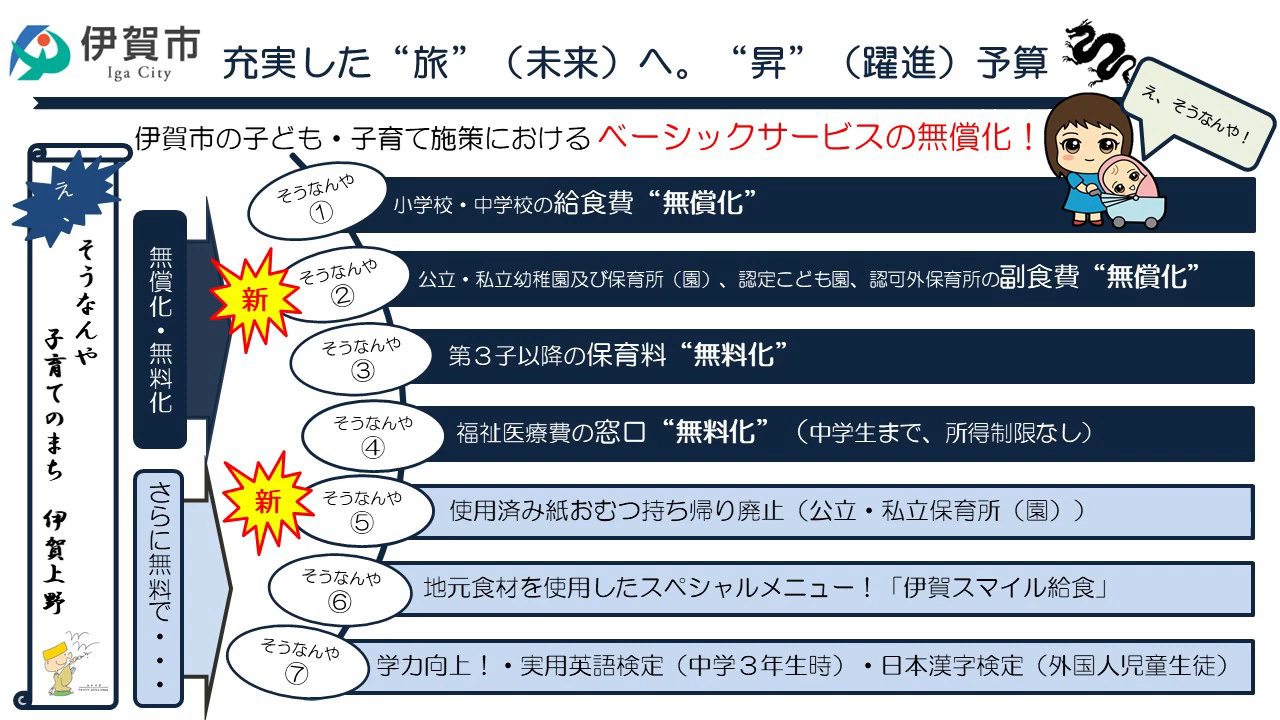 伊賀市
Iga City
充実した“旅”（未来）へ。“昇”（躍進）予算
え、そうなんや！
伊賀市の子ども・子育て施策における ベーシックサービスの無償化！
え
そうなんや
子育てのまち　伊賀上野
無償化・無料化
そうなんや
①
小学校・中学校の給食費“無償化”
新
そうなんや
②
公立・私立幼稚園及び保育所（園）、認定こども園、認可外保育所の副食費“無償化”
そうなんや
③
第３子以降の保育料“無料化”
そうなんや
④
福祉医療費の窓口“無料化”（中学生まで、所得制限なし）
さらに無料で・・・
新
そうなんや
⑤
使用済み紙おむつ持ち帰り廃止（公立・私立保育所（園））
そうなんや
⑥
地元食材を使用したスペシャルメニュー！「伊賀スマイル給食」
そうなんや
⑦
学力向上！・実用英語検定（中学３年生時）・日本漢字検定（外国人児童生徒）